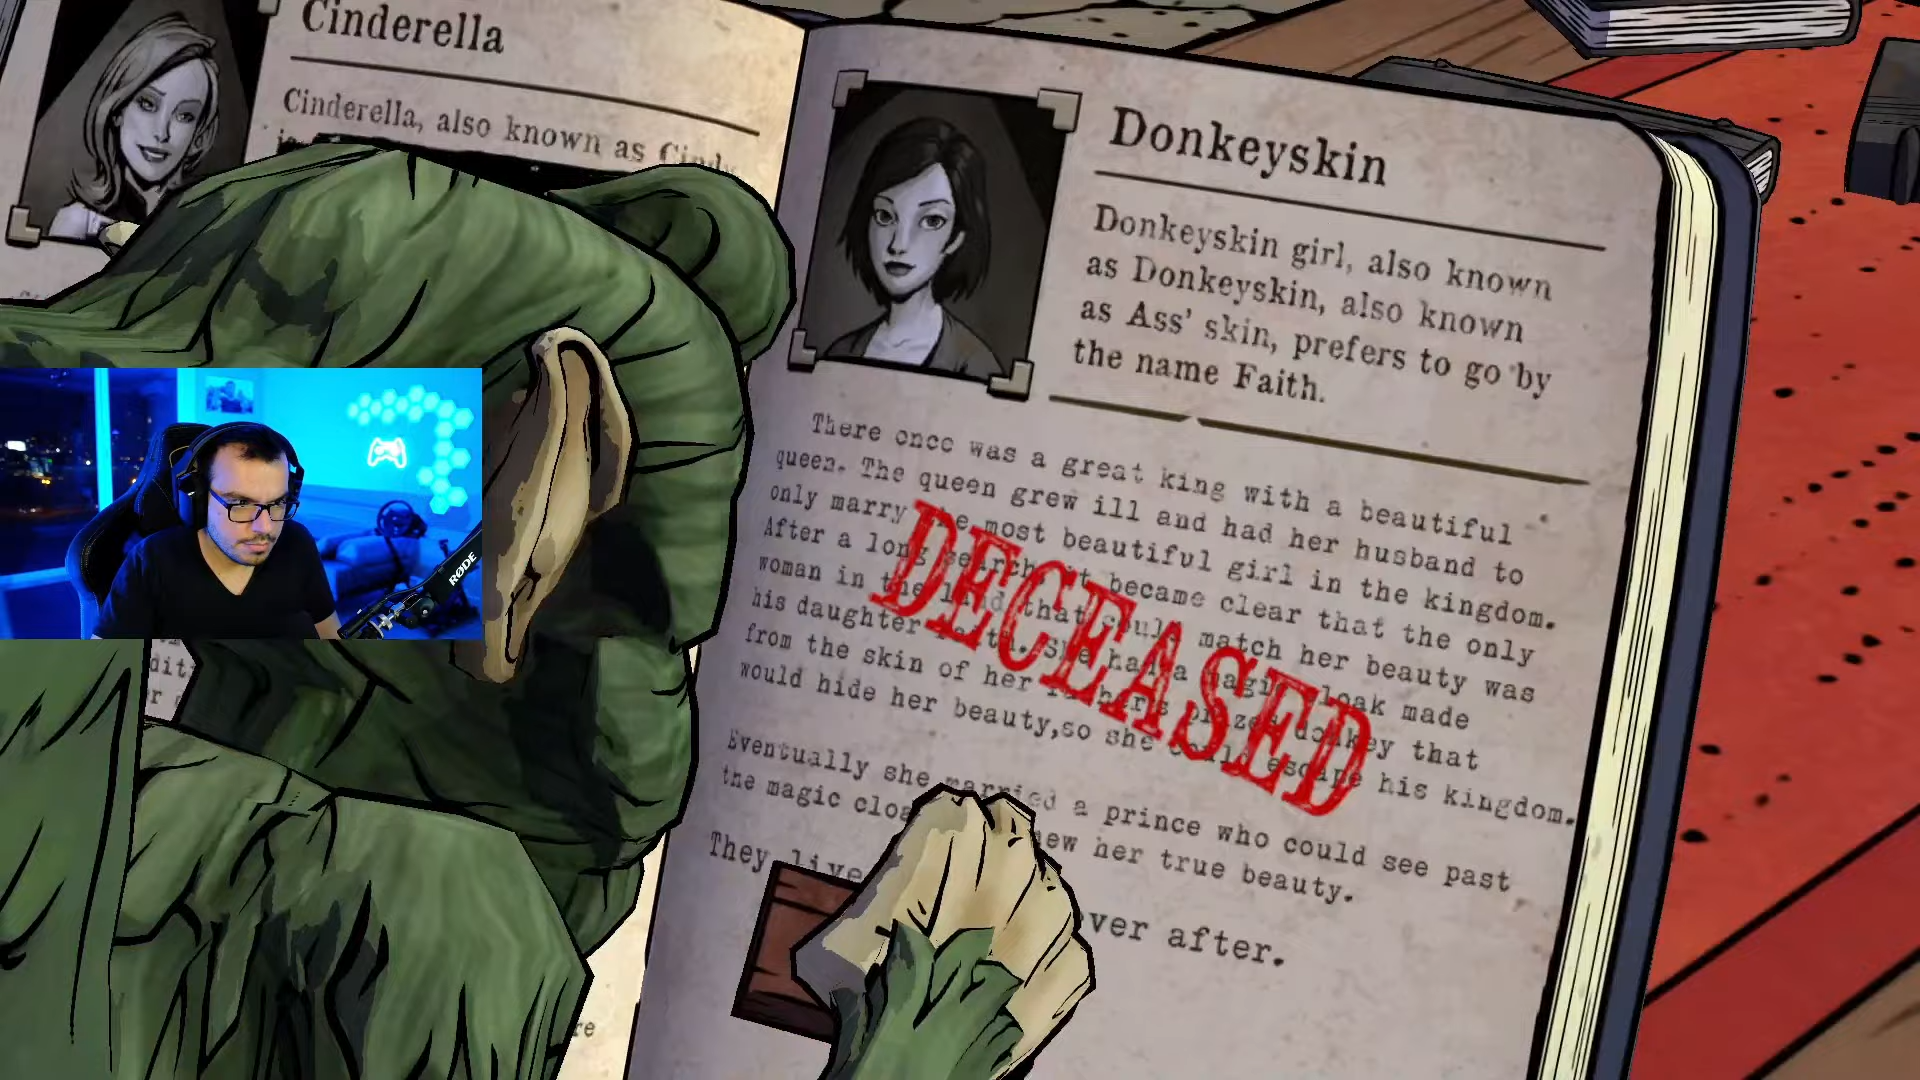 Cinderella
Cinderella, also known as Cindy
Donkeyskin
Donkeyskin girl, also known
as Donkeyskin, also known
as Ass' skin, prefers to go by
the name Faith.
There once was a great king with a beautiful
queen. The queen grew ill and had her husband to
only marry the most beautiful girl in the kingdom.
After a long search, it became clear that the only
woman in the land that could match her beauty was
his daughter Faith. She had a magic cloak made
from the skin of her father's prized donkey that
would hide her beauty,so she could escape his kingdom.
DECEASED
Eventually she married a prince who could see past
the magic new her true beauty.
They live
ever after.
RØDE